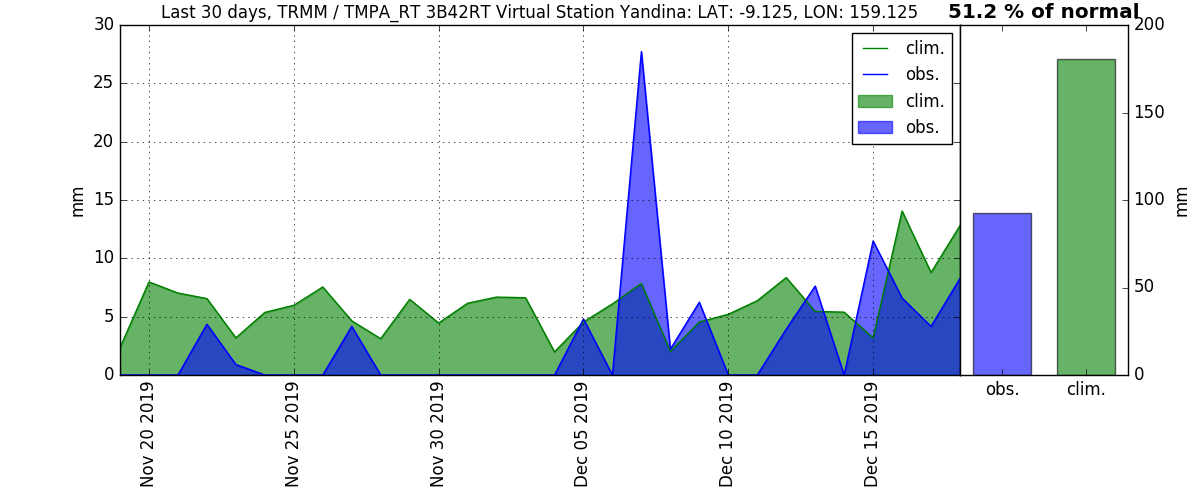 Last 30 days, TRMM / TMPA_RT 3B42RT Virtual Station Yandina: LAT: -9.125, LON: 159.125
51.2 % of normal
30
25
20
15
10
5
0
mm
clim.
obs.
clim.
obs.
200
150
100
50
0
mm
obs.
clim.
Nov 20 2019
Nov 25 2019
Nov 30 2019
Dec 05 2019
Dec 10 2019
Dec 15 2019